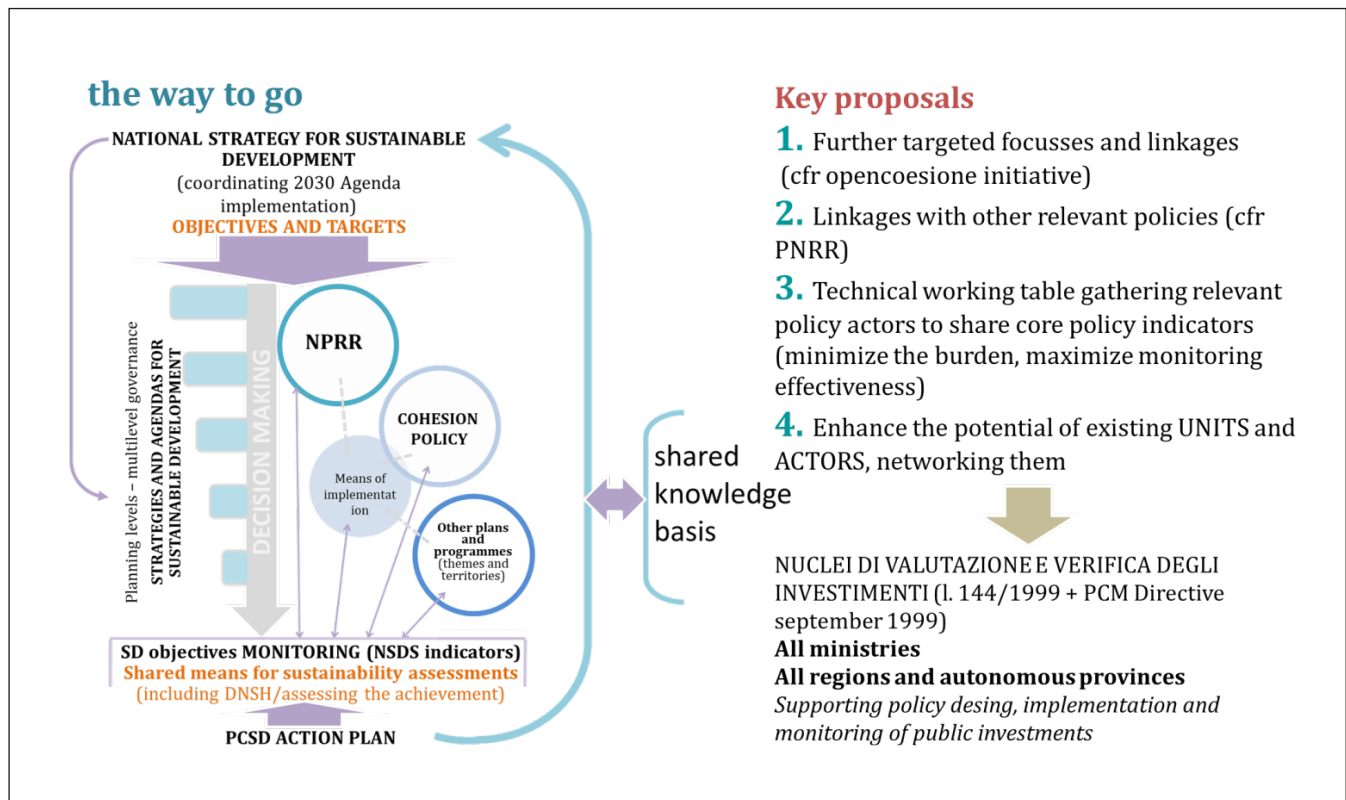 the way to go
NATIONAL STRATEGY FOR SUSTAINABLE
DEVELOPMENT
(coordinating 2030 Agenda
implementation)
OBJECTIVES AND TARGETS
Planning levels – multilevel governance
STRATEGIES AND AGENDAS FOR
SUSTAINABLE DEVELOPMENT
DECISION MAKING
NPRR
COHESION
POLICY
Means of
implementat
ion
Other plans
and
programmes
(themes and
territories)
SD objectives MONITORING (NSDS indicators)
Shared means for sustainability assessments
(including DNSH/assessing the achievement)
PCSD ACTION PLAN
shared
knowledge
basis
Key proposals
1. Further targeted focusses and linkages
(cfr opencoesione initiative)
2. Linkages with other relevant policies (cfr
PNRR)
3. Technical working table gathering relevant
policy actors to share core policy indicators
(minimize the burden, maximize monitoring
effectiveness)
4. Enhance the potential of existing UNITS and
ACTORS, networking them
NUCLEI DI VALUTAZIONE E VERIFICA DEGLI
INVESTIMENTI (l. 144/1999 + PCM Directive
september 1999)
All ministries
All regions and autonomous provinces
Supporting policy desing, implementation and
monitoring of public investments